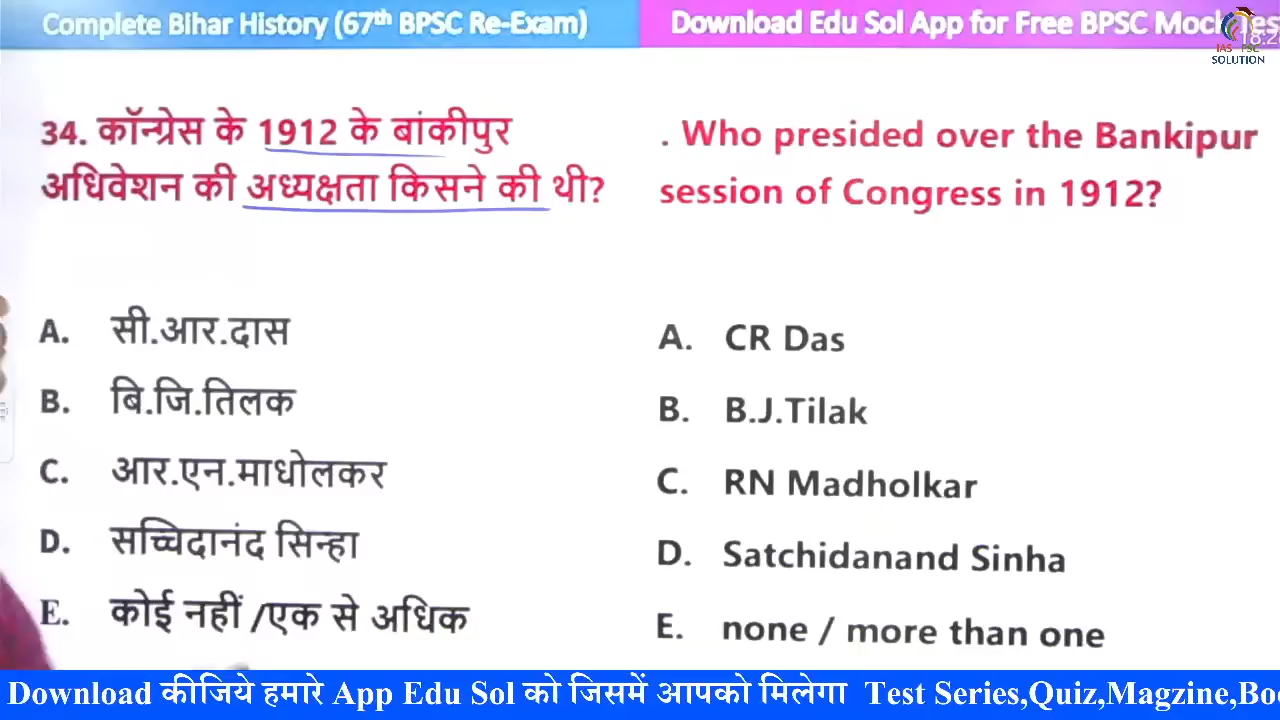 Complete Bihar History (67th BPSC Re-Exam)
Download Edu Sol App for Free BPSC Mock
IAS PSC
SOLUTION
34. कॉन्ग्रेस के 1912 के बांकीपुर
अधिवेशन की अध्यक्षता किसने की थी?
A. सी.आर.दास
B. बि.जि.तिलक
C. आर.एन.माधोलकर
D. सच्चिदानंद सिन्हा
E. कोई नहीं /एक से अधिक
. Who presided over the Bankipur
session of Congress in 1912?
A. CR Das
B. B.J.Tilak
C. RN Madholkar
D. Satchidanand Sinha
E. none / more than one
Download कीजिये हमारे App Edu Sol को जिसमें आपको मिलेगा Test Series,Quiz,Magzine,Bo